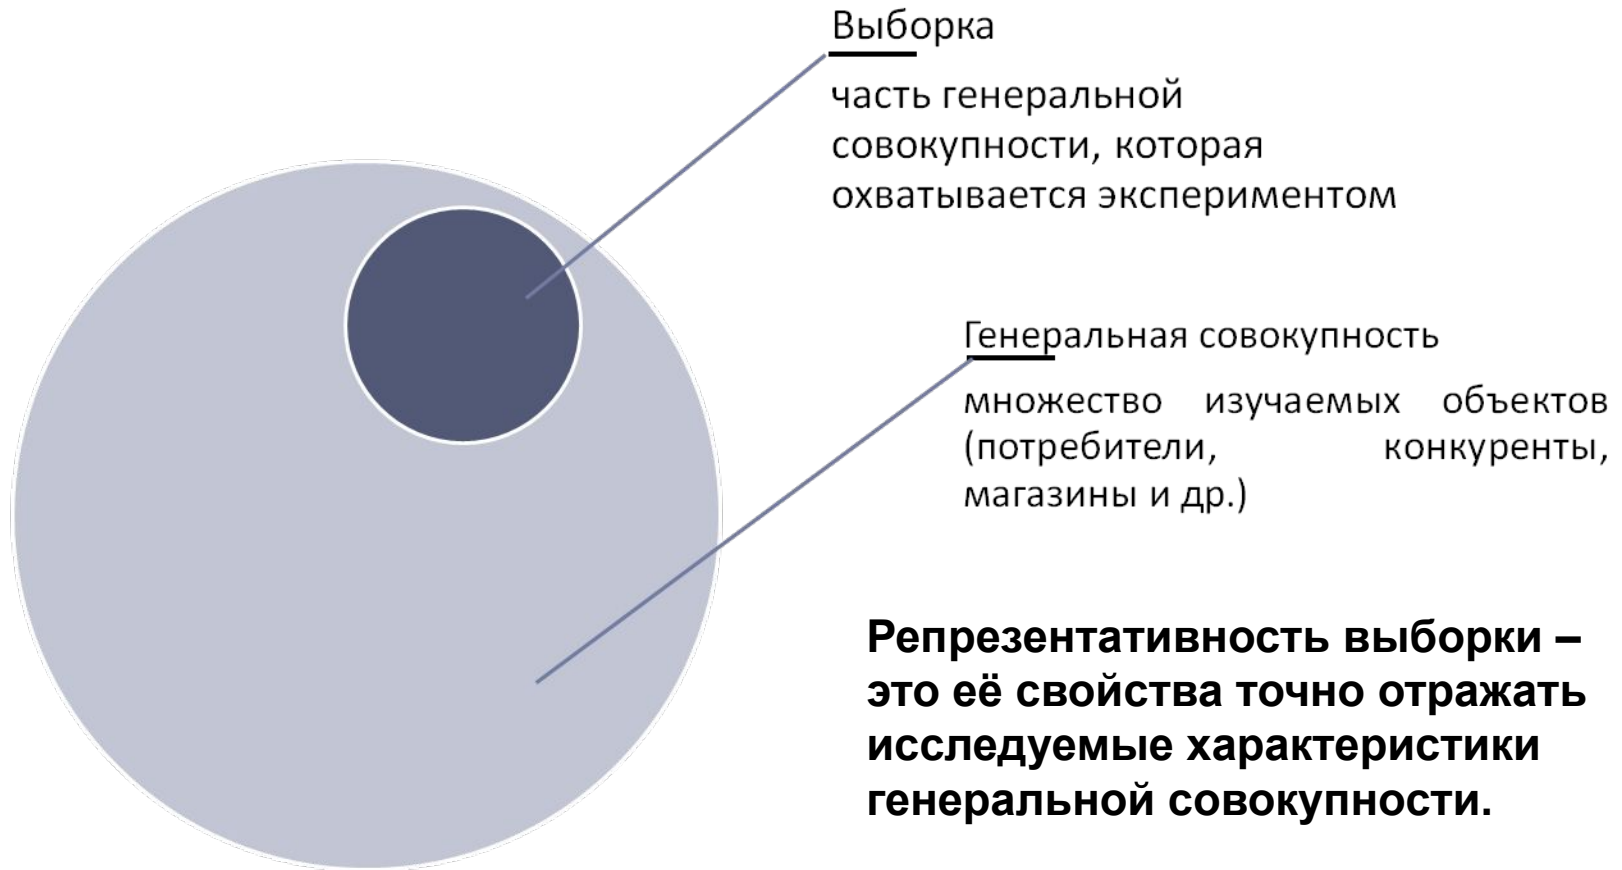 Выборка
часть генеральной
совокупности, которая
охватывается экспериментом
Генеральная совокупность
множество изучаемых объектов
(потребители, конкуренты,
магазины и др.)
Репрезентативность выборки –
это её свойства точно отражать
исследуемые характеристики
генеральной совокупности.